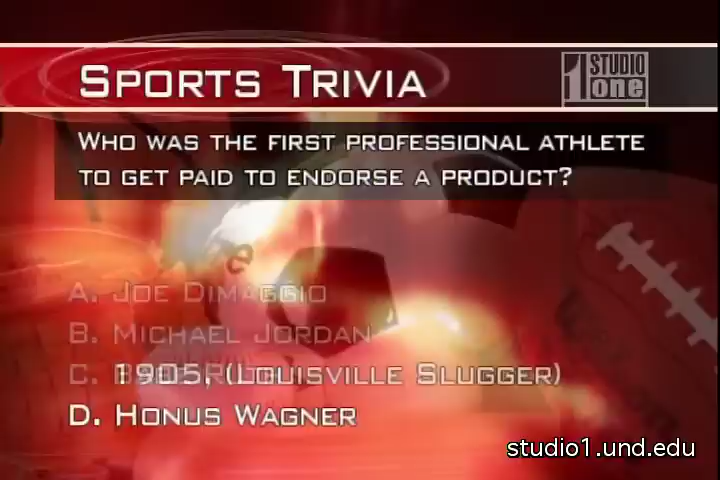 SPORTS TRIVIA
1 STUDIO
one
WHO WAS THE FIRST PROFESSIONAL ATHLETE
TO GET PAID TO ENDORSE A PRODUCT?
A. JOE DIMAGGIO
B. MICHAEL JORDAN
C.
1905, (LOUISVILLE SLUGGER)
D. HONUS WAGNER
studio1.und.edu